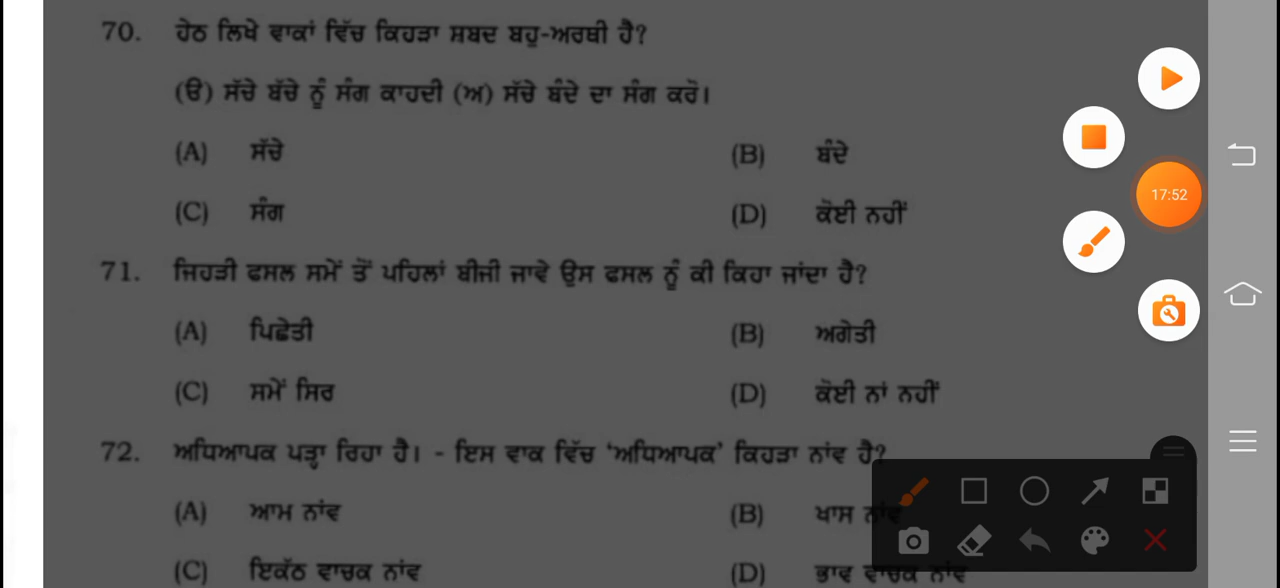 70. ਹੇਠ ਲਿਖੇ ਵਾਕਾਂ ਵਿੱਚ ਕਿਹੜਾ ਸ਼ਬਦ ਬਹੁ-ਅਰਥੀ ਹੈ?
(ੳ) ਸੱਚੇ ਬੱਚੇ ਨੂੰ ਸੰਗ ਕਾਹਦੀ (ਅ) ਸੱਚੇ ਬੰਦੇ ਦਾ ਸੰਗ ਕਰੋ।
(A) ਸੱਚੇ (B) ਬੰਦੇ
(C) ਸੰਗ (D) ਕੋਈ ਨਹੀਂ
17:52
71. ਜਿਹੜੀ ਫਸਲ ਸਮੇਂ ਤੋਂ ਪਹਿਲਾਂ ਬੀਜੀ ਜਾਵੇ ਉਸ ਫਸਲ ਨੂੰ ਕੀ ਕਿਹਾ ਜਾਂਦਾ ਹੈ?
(A) ਪਿਛੇਤੀ (B) ਅਗੇਤੀ
(C) ਸਮੇਂ ਸਿਰ (D) ਕੋਈ ਨਾਂ ਨਹੀਂ
72. ਅਧਿਆਪਕ ਪੜ੍ਹਾ ਰਿਹਾ ਹੈ। - ਇਸ ਵਾਕ ਵਿੱਚ 'ਅਧਿਆਪਕ' ਕਿਹੜਾ ਨਾਂਵ ਹੈ?
(A) ਆਮ ਨਾਂਵ (B) ਖਾਸ ਨਾਂਵ
(C) ਇਕੱਠ ਵਾਚਕ ਨਾਂਵ (D) ਭਾਵ ਵਾਚਕ ਨਾਂਵ